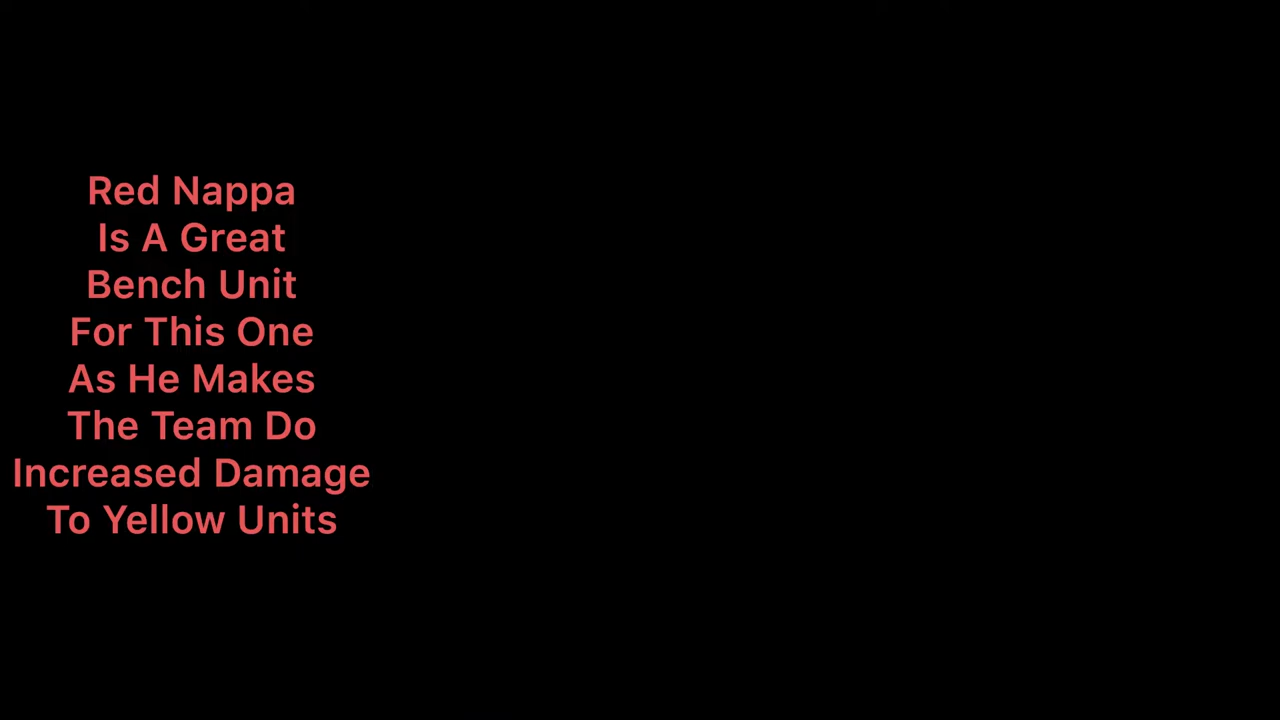 Red Nappa
Is A Great
Bench Unit
For This One
As He Makes
The Team Do
Increased Damage
To Yellow Units